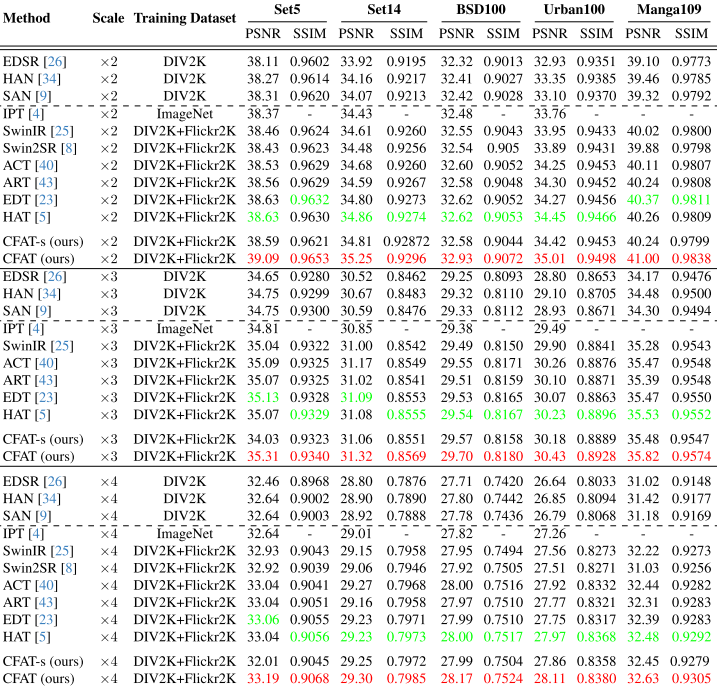 Method Scale Training Dataset Set5 Set14 BSD100 Urban100 Manga109
PSNR SSIM PSNR SSIM PSNR SSIM PSNR SSIM PSNR SSIM
EDSR [26] ×2 DIV2K 38.11 0.9602 33.92 0.9195 32.32 0.9013 32.93 0.9351 39.10 0.9773
HAN [34] ×2 DIV2K 38.27 0.9614 34.16 0.9217 32.41 0.9027 33.35 0.9385 39.46 0.9785
SAN [9] ×2 DIV2K 38.31 0.9620 34.07 0.9213 32.42 0.9028 33.10 0.9370 39.32 0.9792
IPT [4] ×2 ImageNet 38.37 - 34.43 - 32.48 - 33.76 - - -
SwinIR [25] ×2 DIV2K+Flickr2K 38.46 0.9624 34.61 0.9260 32.55 0.9043 33.95 0.9433 40.02 0.9800
Swin2SR [8] ×2 DIV2K+Flickr2K 38.43 0.9623 34.48 0.9256 32.54 0.905 33.89 0.9431 39.88 0.9798
ACT [40] ×2 DIV2K+Flickr2K 38.53 0.9629 34.68 0.9260 32.60 0.9052 34.25 0.9453 40.11 0.9807
ART [43] ×2 DIV2K+Flickr2K 38.56 0.9629 34.59 0.9267 32.58 0.9048 34.30 0.9452 40.24 0.9808
EDT [23] ×2 DIV2K+Flickr2K 38.63 0.9632 34.80 0.9273 32.62 0.9052 34.27 0.9456 40.37 0.9811
HAT [5] ×2 DIV2K+Flickr2K 38.63 0.9630 34.86 0.9274 32.62 0.9053 34.45 0.9466 40.26 0.9809
CFAT-s (ours) ×2 DIV2K+Flickr2K 38.59 0.9621 34.81 0.92872 32.58 0.9044 34.42 0.9453 40.24 0.9799
CFAT (ours) ×2 DIV2K+Flickr2K 39.09 0.9653 35.25 0.9296 32.93 0.9072 35.01 0.9498 41.00 0.9838
EDSR [26] ×3 DIV2K 34.65 0.9280 30.52 0.8462 29.25 0.8093 28.80 0.8653 34.17 0.9476
HAN [34] ×3 DIV2K 34.75 0.9299 30.67 0.8483 29.32 0.8110 29.10 0.8705 34.48 0.9500
SAN [9] ×3 DIV2K 34.75 0.9300 30.59 0.8476 29.33 0.8112 28.93 0.8671 34.30 0.9494
IPT [4] ×3 ImageNet 34.81 - 30.85 - 29.38 - 29.49 - - -
SwinIR [25] ×3 DIV2K+Flickr2K 35.04 0.9322 31.00 0.8542 29.49 0.8150 29.90 0.8841 35.28 0.9543
ACT [40] ×3 DIV2K+Flickr2K 35.09 0.9325 31.17 0.8549 29.55 0.8171 30.26 0.8876 35.47 0.9548
ART [43] ×3 DIV2K+Flickr2K 35.07 0.9325 31.02 0.8541 29.51 0.8159 30.10 0.8871 35.39 0.9548
EDT [23] ×3 DIV2K+Flickr2K 35.13 0.9328 31.09 0.8553 29.53 0.8165 30.07 0.8863 35.47 0.9550
HAT [5] ×3 DIV2K+Flickr2K 35.07 0.9329 31.08 0.8555 29.54 0.8167 30.23 0.8896 35.53 0.9552
CFAT-s (ours) ×3 DIV2K+Flickr2K 34.03 0.9323 31.06 0.8551 29.57 0.8158 30.18 0.8889 35.48 0.9547
CFAT (ours) ×3 DIV2K+Flickr2K 35.31 0.9340 31.32 0.8569 29.70 0.8180 30.43 0.8928 35.82 0.9574
EDSR [26] ×4 DIV2K 32.46 0.8968 28.80 0.7876 27.71 0.7420 26.64 0.8033 31.02 0.9148
HAN [34] ×4 DIV2K 32.64 0.9002 28.90 0.7890 27.80 0.7442 26.85 0.8094 31.42 0.9177
SAN [9] ×4 DIV2K 32.64 0.9003 28.92 0.7888 27.78 0.7436 26.79 0.8068 31.18 0.9169
IPT [4] ×4 ImageNet 32.64 - 29.01 - 27.82 - 27.26 - - -
SwinIR [25] ×4 DIV2K+Flickr2K 32.93 0.9043 29.15 0.7958 27.95 0.7494 27.56 0.8273 32.22 0.9273
Swin2SR [8] ×4 DIV2K+Flickr2K 32.92 0.9039 29.06 0.7946 27.92 0.7505 27.51 0.8271 31.03 0.9256
ACT [40] ×4 DIV2K+Flickr2K 33.04 0.9041 29.27 0.7968 28.00 0.7516 27.92 0.8332 32.44 0.9282
ART [43] ×4 DIV2K+Flickr2K 33.04 0.9051 29.16 0.7958 27.97 0.7510 27.77 0.8321 32.31 0.9283
EDT [23] ×4 DIV2K+Flickr2K 33.06 0.9055 29.23 0.7971 27.99 0.7510 27.75 0.8317 32.39 0.9283
HAT [5] ×4 DIV2K+Flickr2K 33.04 0.9056 29.23 0.7973 28.00 0.7517 27.97 0.8368 32.48 0.9292
CFAT-s (ours) ×4 DIV2K+Flickr2K 32.01 0.9045 29.25 0.7972 27.99 0.7504 27.86 0.8358 32.45 0.9279
CFAT (ours) ×4 DIV2K+Flickr2K 33.19 0.9068 29.30 0.7985 28.17 0.7524 28.11 0.8380 32.63 0.9305